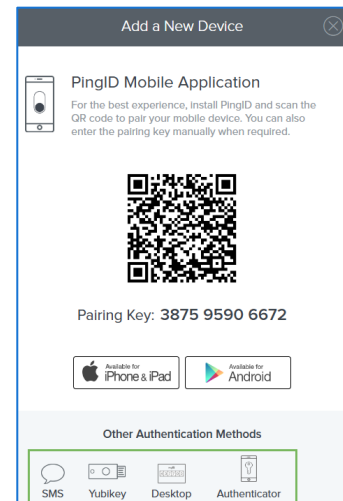 Add a New Device
PingID Mobile Application
For the best experience, install PingID and scan the
QR code to pair your mobile device. You can also
enter the pairing key manually when required.
Pairing Key: 3875 9590 6672
Available for
iPhone & iPad
Available for
Android
Other Authentication Methods
SMS Yubikey Desktop Authenticator